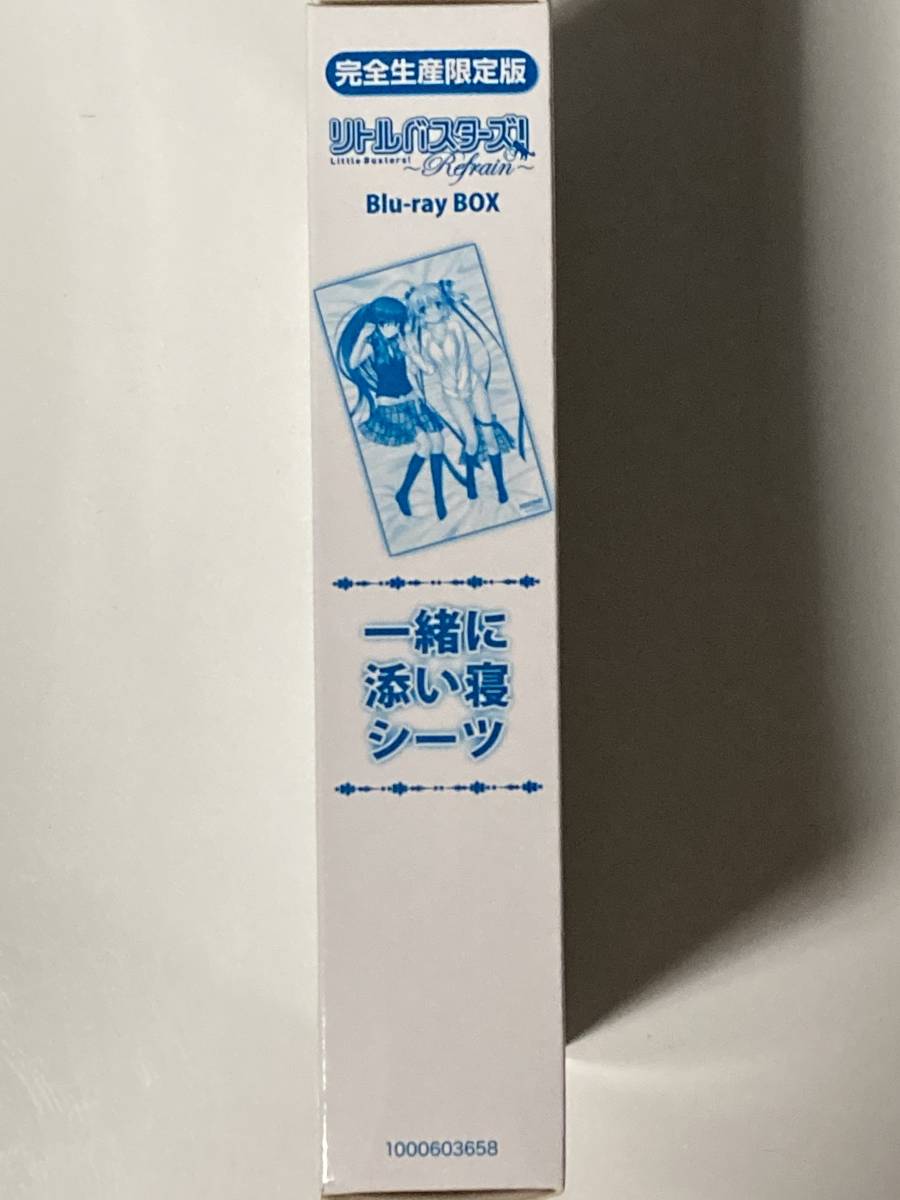 完全生産限定版
リトルバスターズ!
Little Busters!
～Refrain～
Blu-ray BOX
一緒に
添い寝
シーツ
1000603658